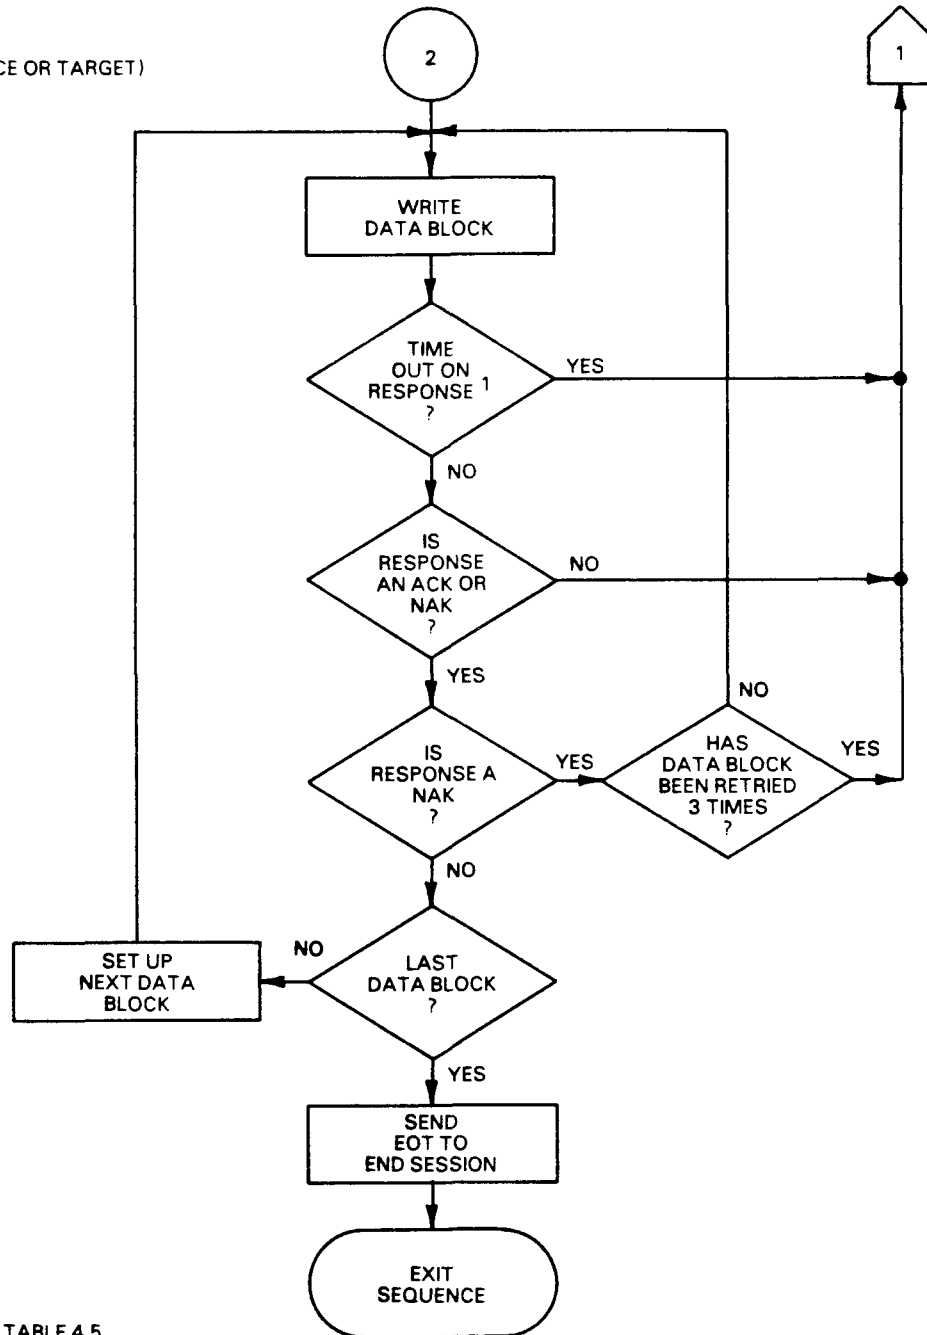 2
1
CE OR TARGET)
WRITE
DATA BLOCK
TIME
OUT ON
RESPONSE 1
?
YES
NO
IS
RESPONSE
AN ACK OR
NAK
?
NO
YES
IS
RESPONSE A
NAK
?
YES
NO
HAS
DATA BLOCK
BEEN RETRIED
3 TIMES
?
NO
YES
LAST
DATA BLOCK
?
NO
SET UP
NEXT DATA
BLOCK
YES
SEND
EOT TO
END SESSION
EXIT
SEQUENCE
TABLE 4.5